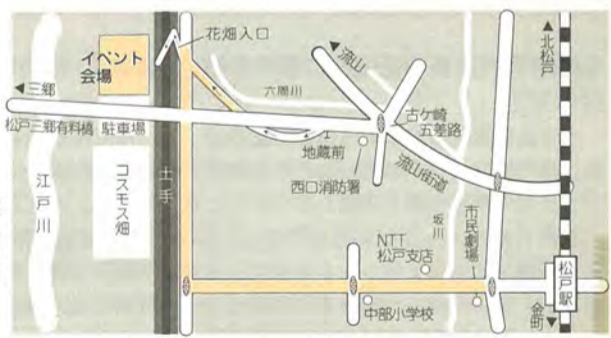 花畑入口
イベント
会場
▲流山
▲北松戸
六間川
◀三郷
松戸三郷有料橋
駐車場
古ケ崎
五差路
地蔵前
西口消防署
流山街道
江戸川
コスモス畑
土手
坂川
市民劇場
NTT
松戸支店
中部小学校
松戸駅
金町▼